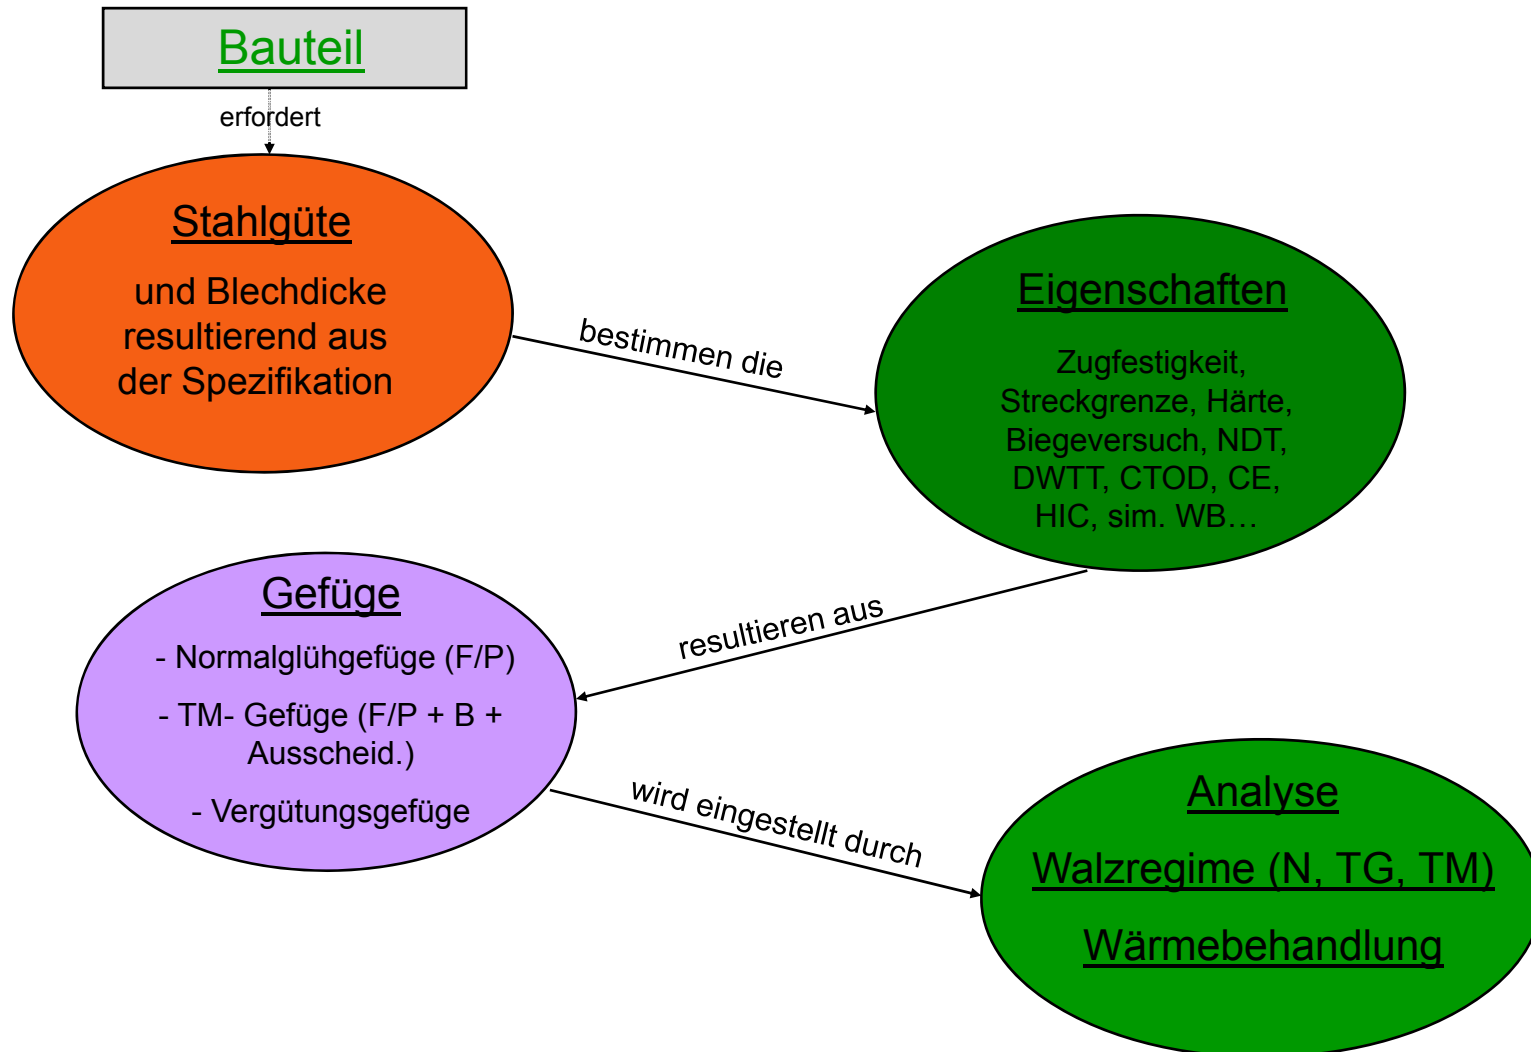 Bauteil
erfordert
Stahlgüte
und Blechdicke
resultierend aus
der Spezifikation
bestimmen die
Eigenschaften
Zugfestigkeit,
Streckgrenze, Härte,
Biegeversuch, NDT,
DWTT, CTOD, CE,
HIC, sim. WB…
resultieren aus
Gefüge
- Normalglühgefüge (F/P)
- TM- Gefüge (F/P + B +
Ausscheid.)
- Vergütungsgefüge
wird eingestellt durch
Analyse
Walzregime (N, TG, TM)
Wärmebehandlung